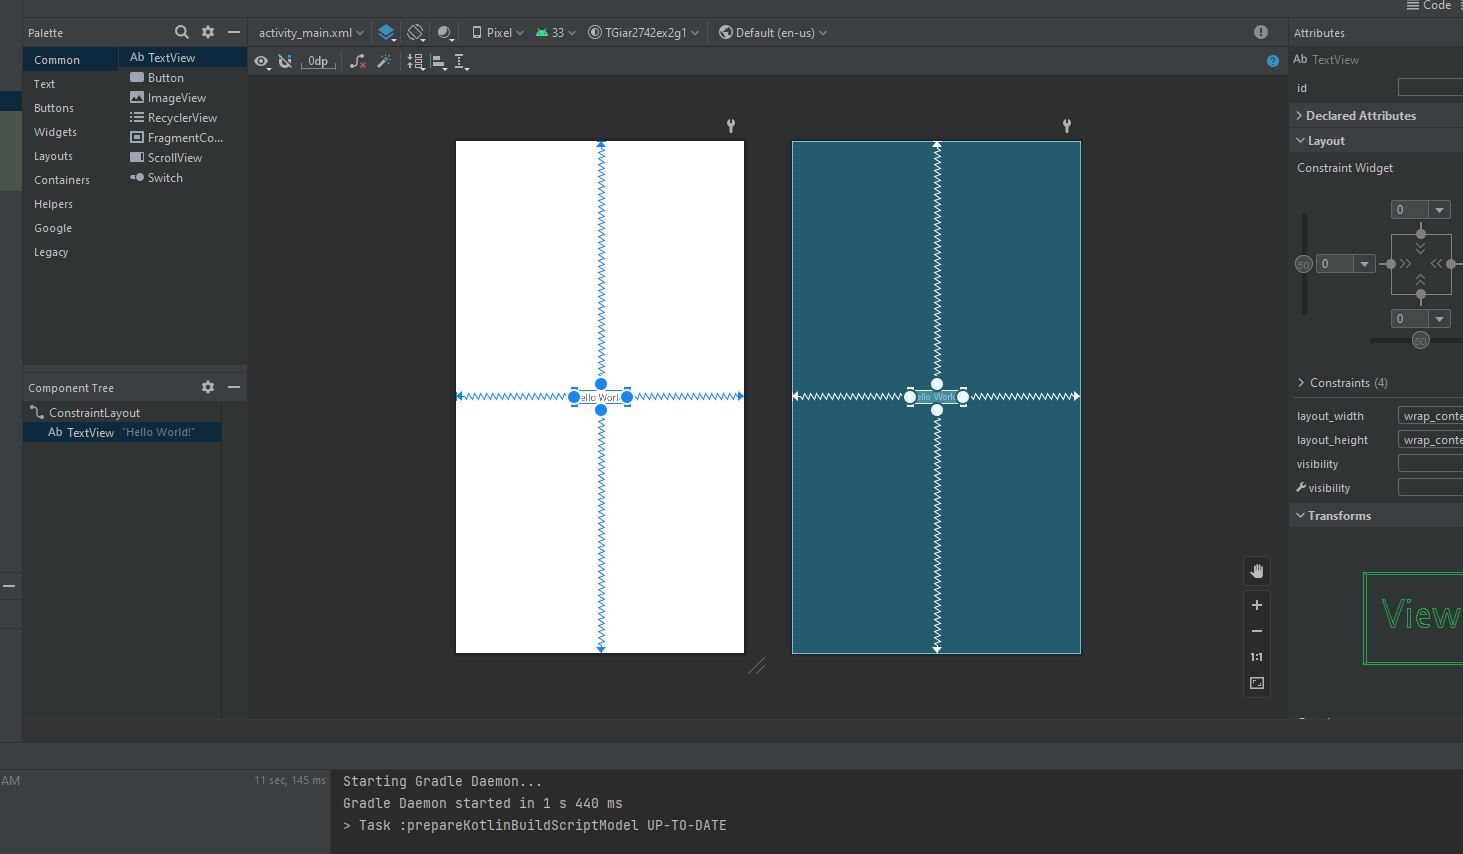 Code
Palette
activity_main.xml
Pixel
33
TGiar2742ex2g1
Default (en-us)
Attributes
Common
Ab TextView
Text
Button
Buttons
ImageView
Widgets
RecyclerView
Layouts
FragmentCo...
Containers
ScrollView
Helpers
Switch
Google
Legacy
0dp
Ab TextView
id
Declared Attributes
Layout
Constraint Widget
0
50
0
0
50
Constraints (4)
layout_width
wrap_conte
layout_height
wrap_conte
visibility
visibility
Transforms
View
Component Tree
ConstraintLayout
Ab TextView "Hello World!"
ello Worl
ello Worl
1:1
AM
11 sec, 145 ms
Starting Gradle Daemon...
Gradle Daemon started in 1 s 440 ms
> Task :prepareKotlinBuildScriptModel UP-TO-DATE